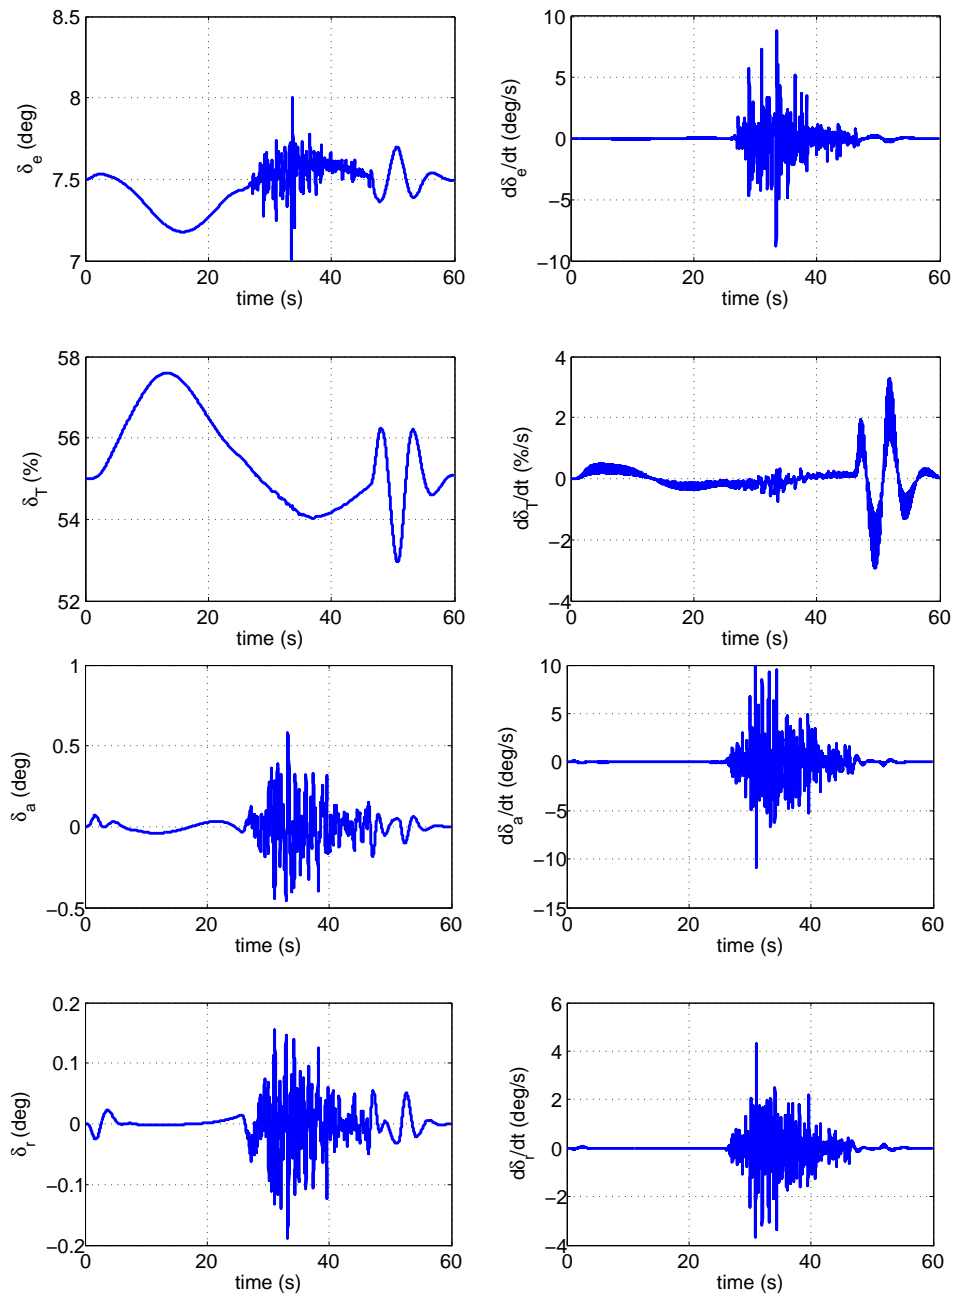 8.5
8
7.5
7
0 20 40 60
δe (deg)
time (s)
10
5
0
−5
−10
0 20 40 60
dδe/dt (deg/s)
time (s)
58
56
54
52
0 20 40 60
δT (%)
time (s)
4
2
0
−2
−4
0 20 40 60
dδT/dt (%/s)
time (s)
1
0.5
0
−0.5
0 20 40 60
δa (deg)
time (s)
10
5
0
−5
−10
−15
0 20 40 60
dδa/dt (deg/s)
time (s)
0.2
0.1
0
−0.1
−0.2
0 20 40 60
δr (deg)
time (s)
6
4
2
0
−2
−4
0 20 40 60
dδr/dt (deg/s)
time (s)